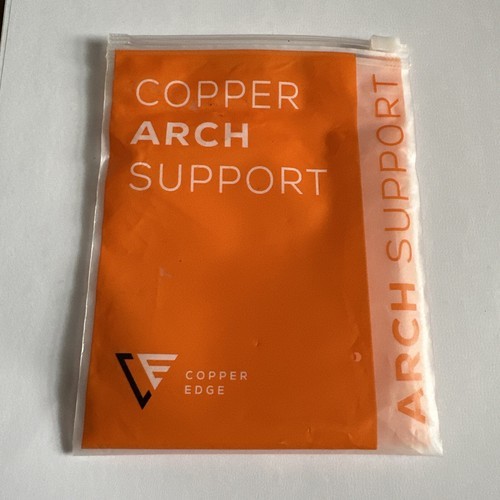 COPPER
ARCH
SUPPORT
ARCH SUPPORT
COPPER
EDGE